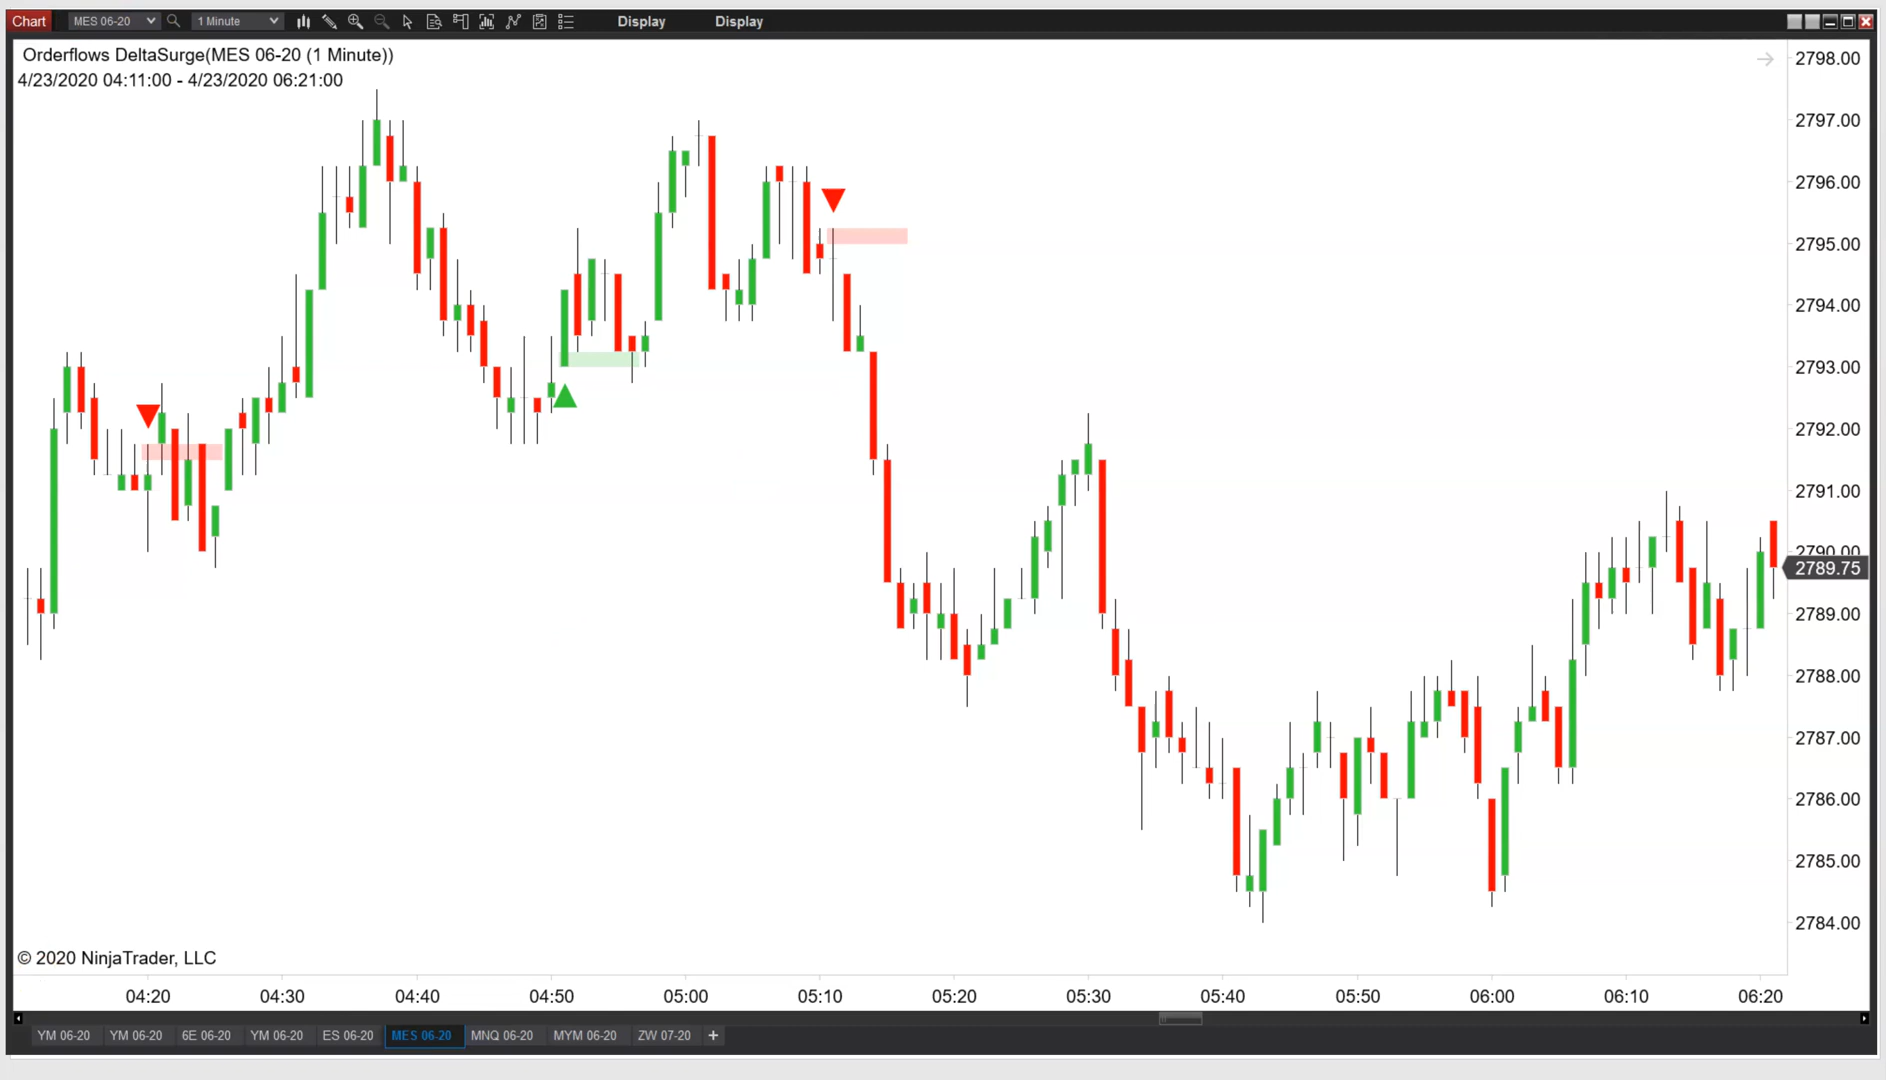 Chart MES 06-20 1 Minute Display Display
Orderflows DeltaSurge(MES 06-20 (1 Minute))
4/23/2020 04:11:00 - 4/23/2020 06:21:00
2798.00
2797.00
2796.00
2795.00
2794.00
2793.00
2792.00
2791.00
2790.00
2789.75
2789.00
2788.00
2787.00
2786.00
2785.00
2784.00
© 2020 NinjaTrader, LLC
04:20 04:30 04:40 04:50 05:00 05:10 05:20 05:30 05:40 05:50 06:00 06:10 06:20
YM 06-20 YM 06-20 6E 06-20 YM 06-20 ES 06-20 MES 06-20 MNQ 06-20 MYM 06-20 ZW 07-20 +